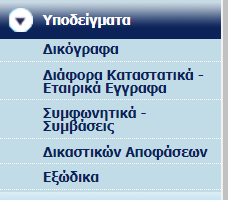 Υποδείγματα
Δικόγραφα
Διάφορα Καταστατικά -
Εταιρικά Εγγραφα
Συμφωνητικά -
Συμβάσεις
Δικαστικών Αποφάσεων
Εξώδικα